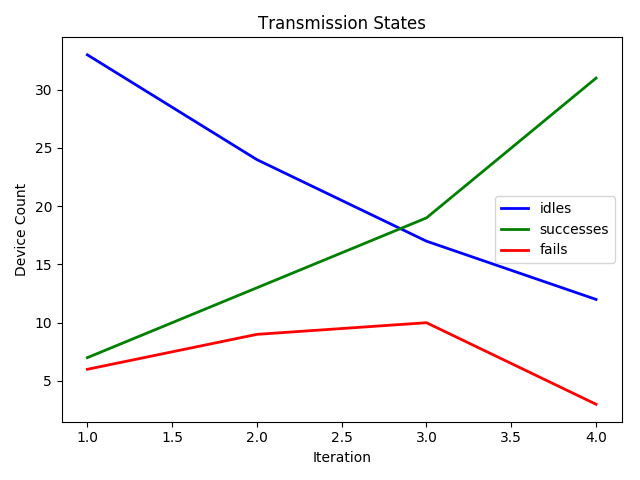 Transmission States
Device Count
30
25
20
15
10
5
idles
successes
fails
1.0 1.5 2.0 2.5 3.0 3.5 4.0
Iteration